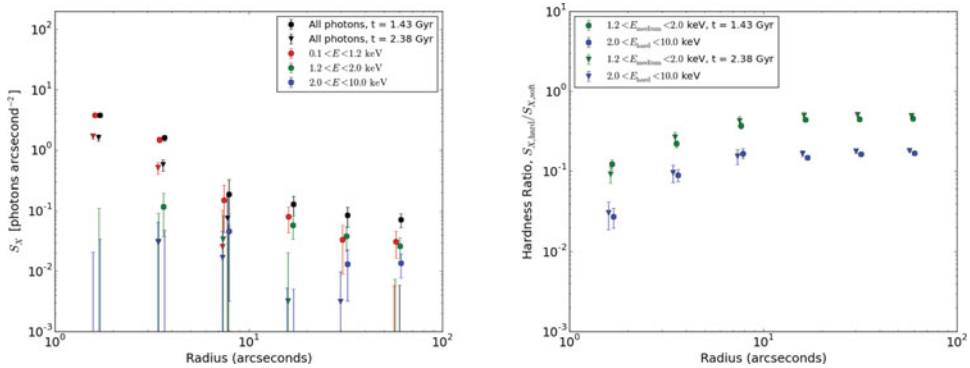 All photons, t = 1.43 Gyr
All photons, t = 2.38 Gyr
0.1 < E < 1.2 keV
1.2 < E < 2.0 keV
2.0 < E < 10.0 keV
S_X [photons arcsecond⁻²]
10²
10¹
10⁰
10⁻¹
10⁻²
10⁻³
10⁰ 10¹ 10²
Radius (arcseconds)
1.2 < E_medium < 2.0 keV, t = 1.43 Gyr
2.0 < E_hard < 10.0 keV
1.2 < E_medium < 2.0 keV, t = 2.38 Gyr
2.0 < E_hard < 10.0 keV
Hardness Ratio, S_X,hard/S_X,soft
10¹
10⁰
10⁻¹
10⁻²
10⁻³
10⁰ 10¹ 10²
Radius (arcseconds)